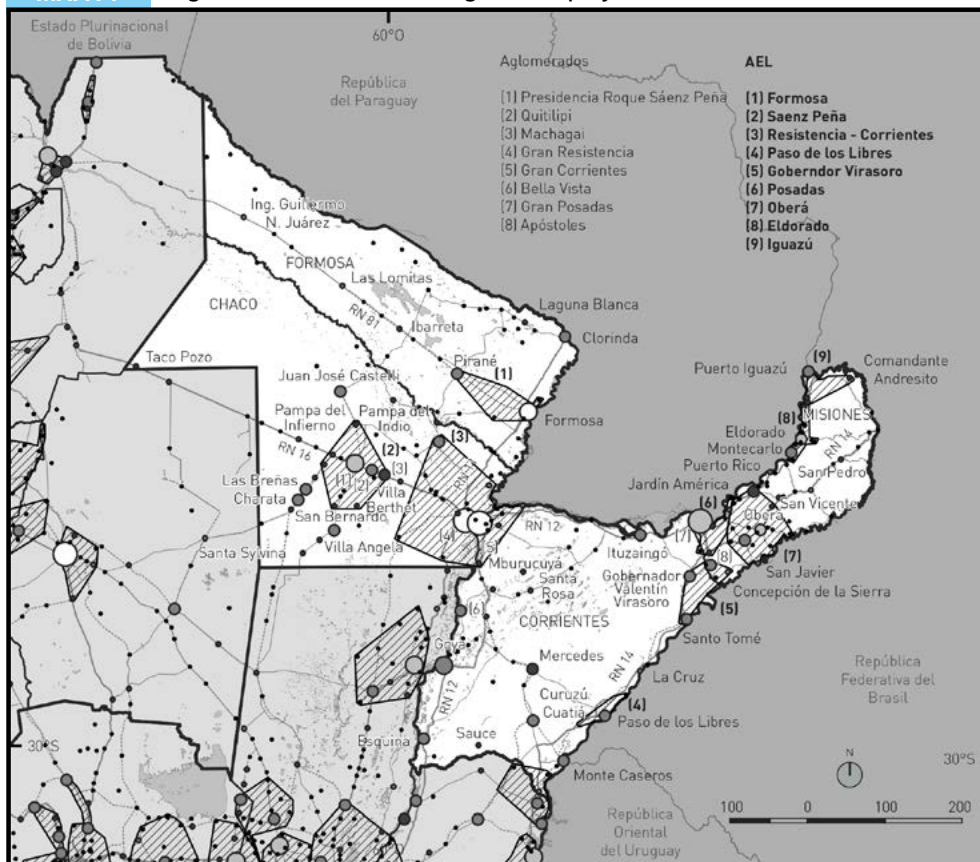 Estado Plurinacional
de Bolivia
60°O
República
del Paraguay
Aglomerados
(1) Presidencia Roque Sáenz Peña
(2) Quitilipi
(3) Machagai
(4) Gran Resistencia
(5) Gran Corrientes
(6) Bella Vista
(7) Gran Posadas
(8) Apóstoles
AEL
(1) Formosa
(2) Saenz Peña
(3) Resistencia - Corrientes
(4) Paso de los Libres
(5) Goberndor Virasoro
(6) Posadas
(7) Oberá
(8) Eldorado
(9) Iguazú
Ing. Guillermo
N. Juárez
FORMOSA
Las Lomitas
CHACO
RN 81
Ibarreta
Laguna Blanca
Clorinda
Taco Pozo
Pirané
(1)
Juan José Castelli
Formosa
Puerto Iguazú
(9)
Comandante
Andresito
MISIONES
(8)
Eldorado
Montecarlo
Puerto Rico
RN 14
San Pedro
Jardín América
San Vicente
Pampa del
Infierno
Pampa del
Indio
(3)
(2)
RN 16
(1)
(2)
(3)
Villa
Berthet
Las Breñas
Charata
San Bernardo
Villa Angela
Santa Sylvina
(4)
(5)
RN 12
(6)
(7)
Oberá
(8)
(7)
San Javier
Ituzaingó
Mburucuyá
Santa
Rosa
Gobernador
Valentín
Virasoro
Concepción de la Sierra
(5)
(6)
CORRIENTES
Santo Tomé
Goya
Mercedes
RN 14
La Cruz
República
Federativa del
Brasil
RN 12
Curuzú
Cuatiá
(4)
Paso de los Libres
Esquina
Sauce
30°S
30°S
N
Monte Caseros
100
0
100
200
República
Oriental
del Uruguay